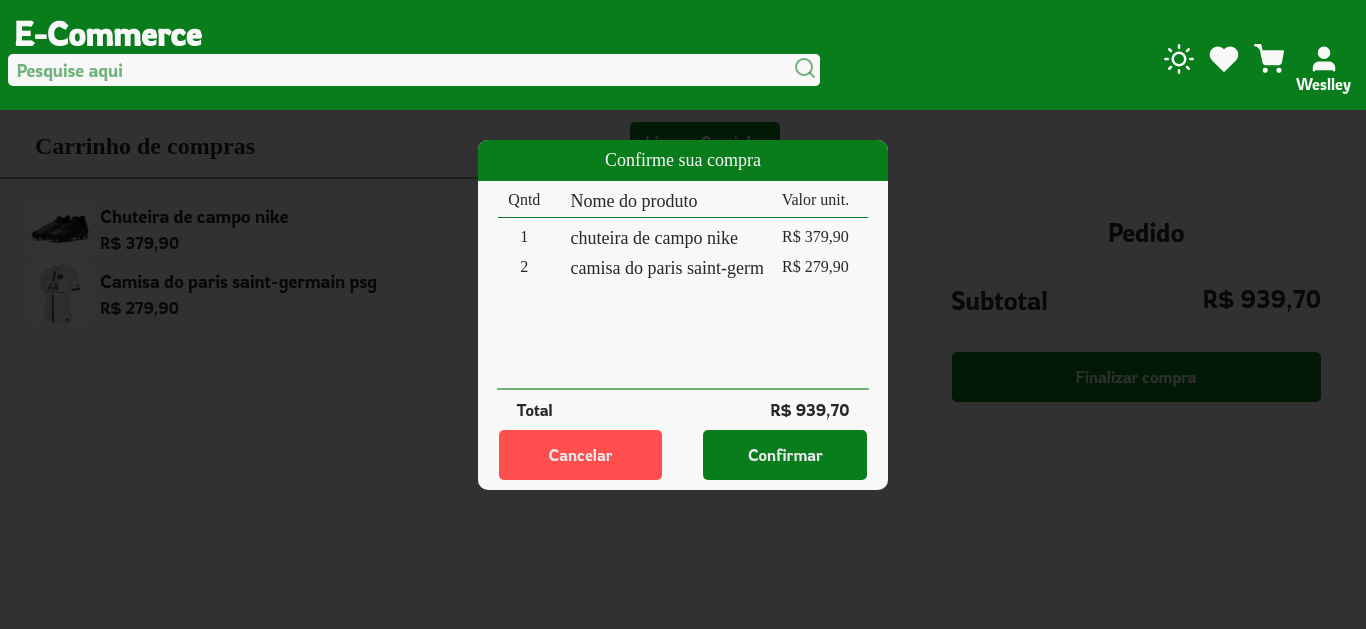 E-Commerce
Pesquise aqui
Weslley
Carrinho de compras
Confirme sua compra
Qntd Nome do produto Valor unit.
1 chuteira de campo nike R$ 379,90
2 camisa do paris saint-germ R$ 279,90
Total R$ 939,70
Cancelar Confirmar
Chuteira de campo nike
R$ 379,90
Camisa do paris saint-germain psg
R$ 279,90
Pedido
Subtotal R$ 939,70
Finalizar compra